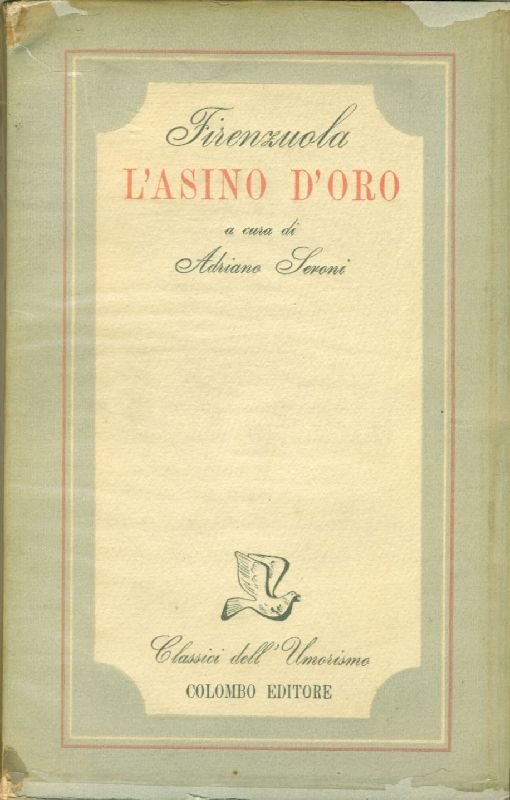 Firenzuola
L'ASINO D'ORO
a cura di
Adriano Seroni
Classici dell'Umorismo
COLOMBO EDITORE